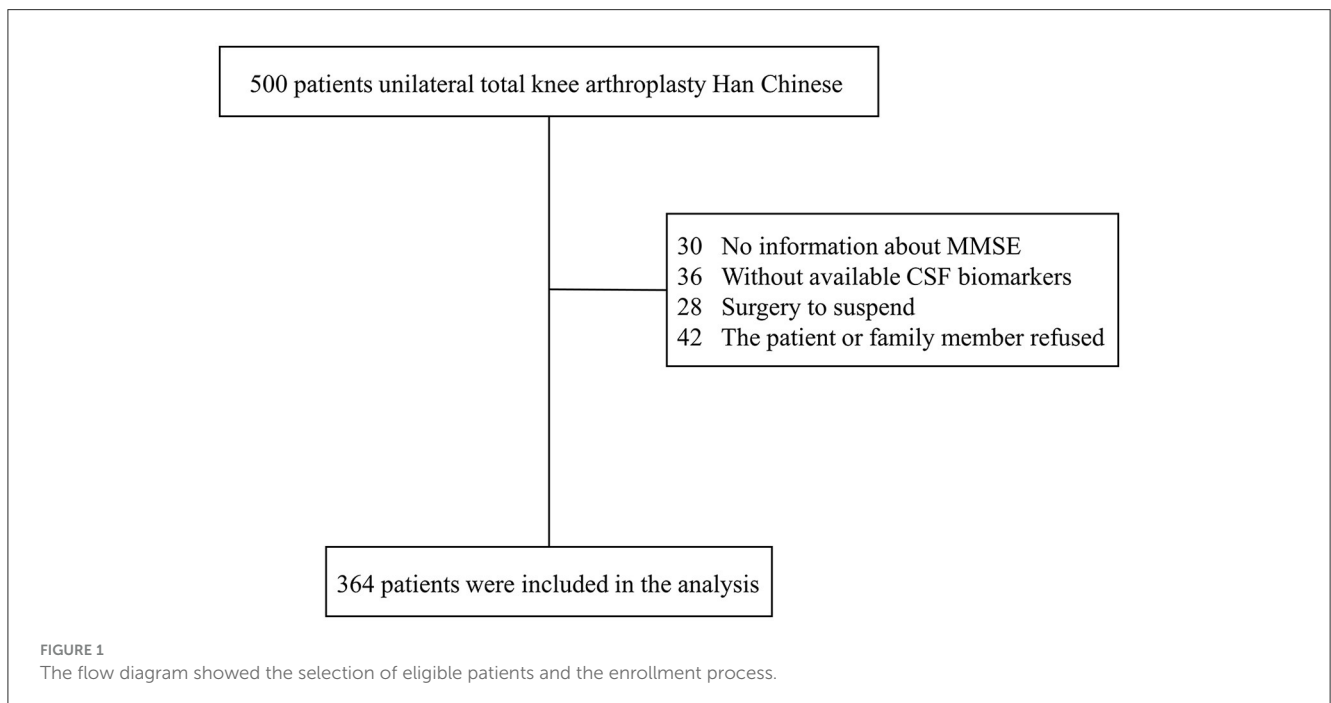 500 patients unilateral total knee arthroplasty Han Chinese
30 No information about MMSE
36 Without available CSF biomarkers
28 Surgery to suspend
42 The patient or family member refused
364 patients were included in the analysis
FIGURE 1
The flow diagram showed the selection of eligible patients and the enrollment process.